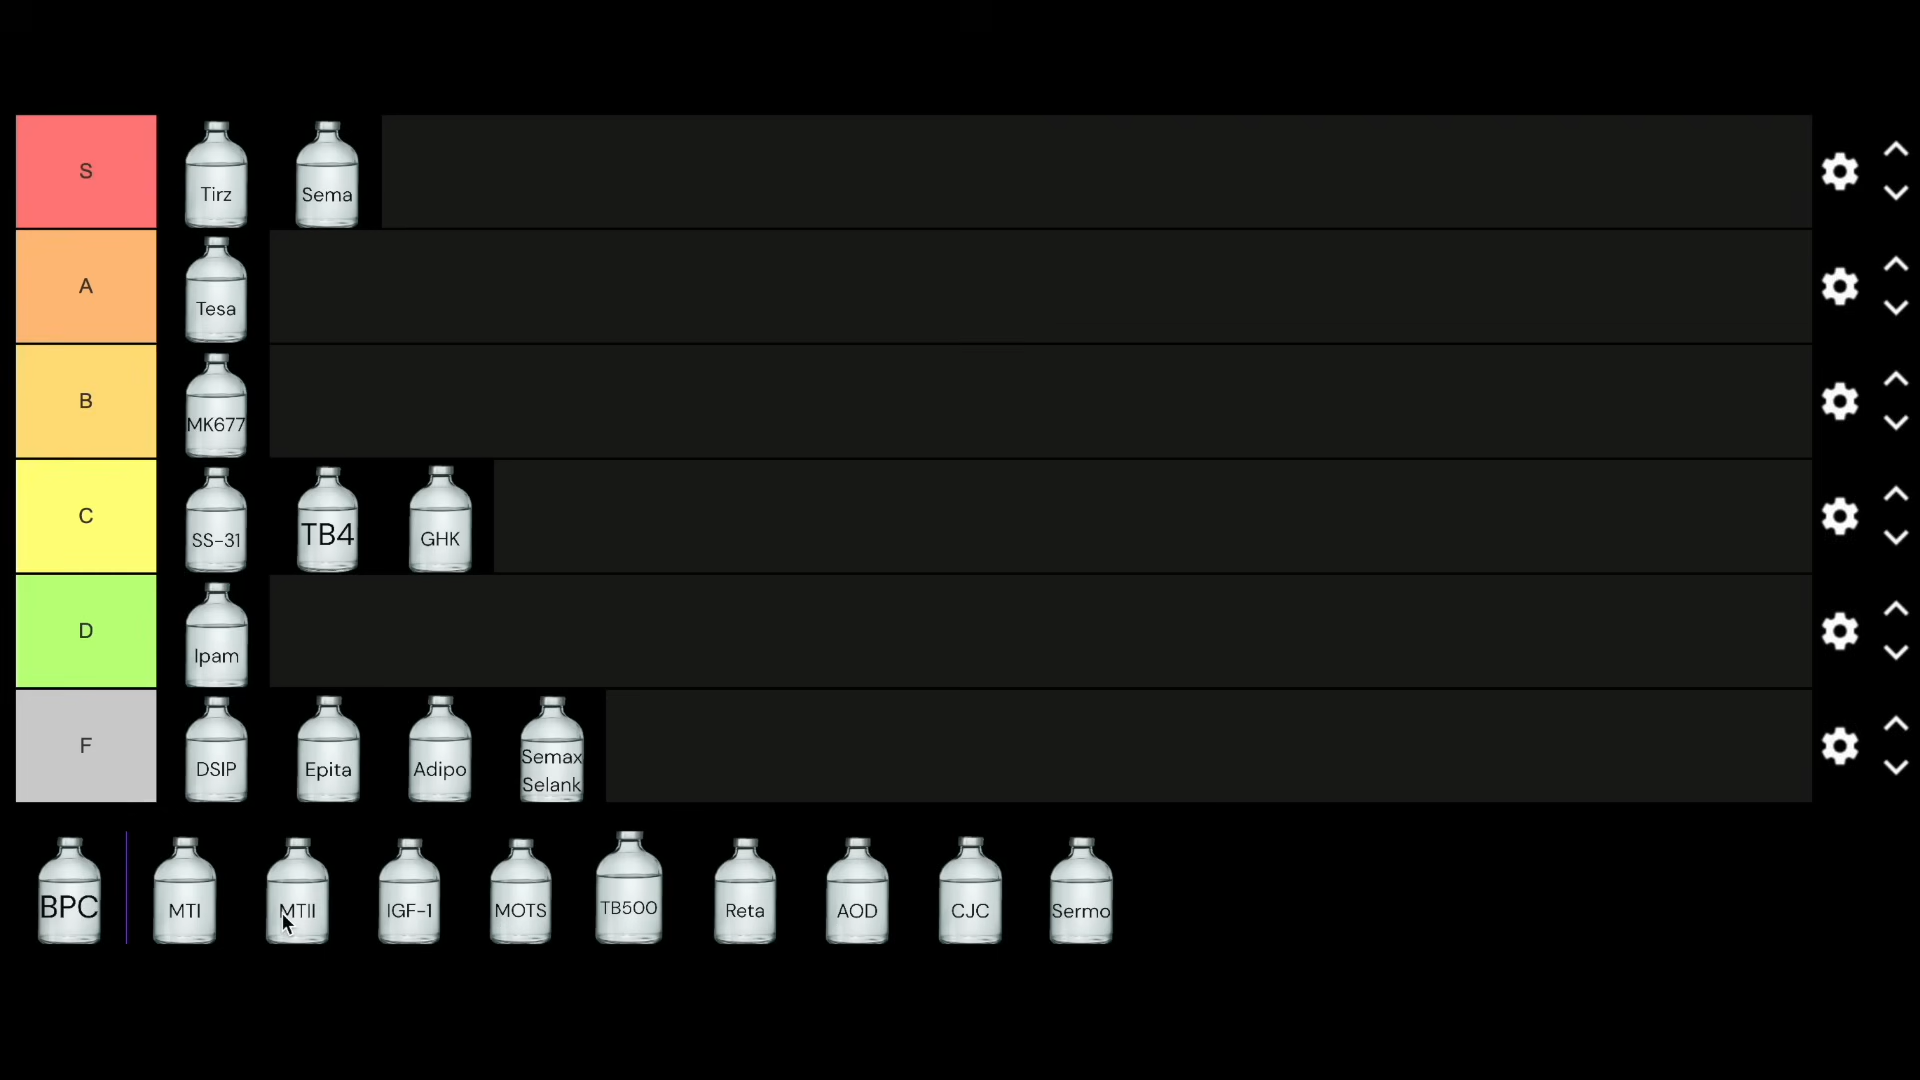 S
Tirz
Sema
A
Tesa
B
MK677
C
SS-31
TB4
GHK
D
Ipam
F
DSIP
Epita
Adipo
Semax
Selank
BPC
MTI
MTII
IGF-1
MOTS
TB500
Reta
AOD
CJC
Sermo